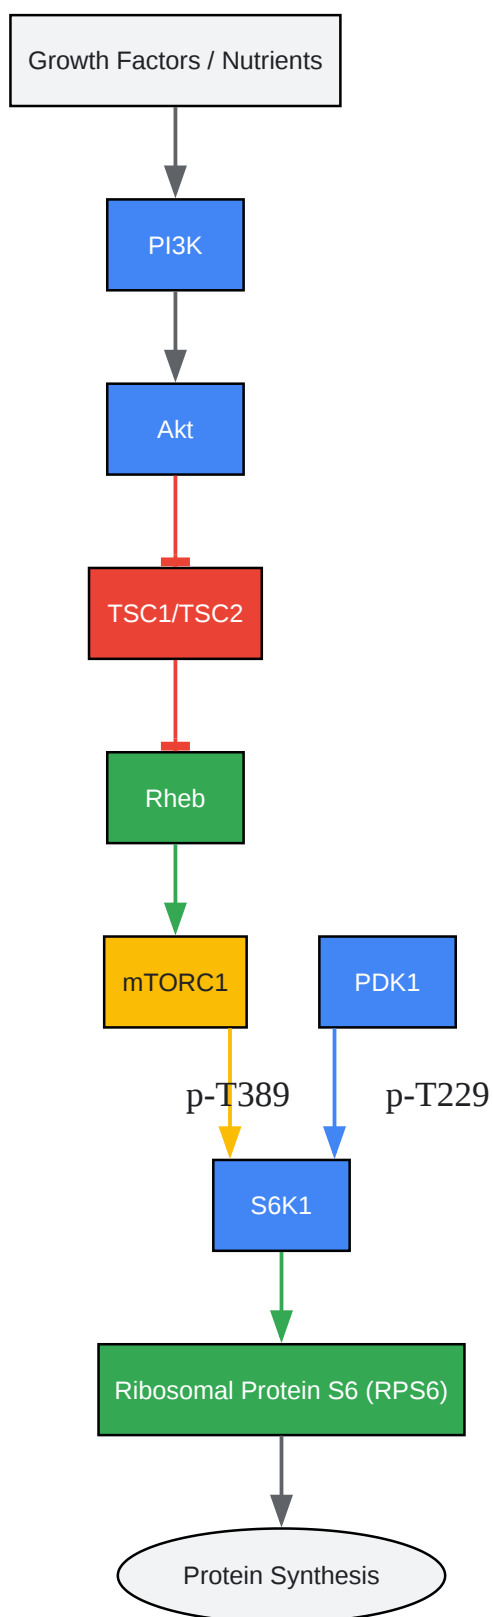 Growth Factors / Nutrients
PI3K
Akt
TSC1/TSC2
Rheb
mTORC1
PDK1
p-T389
p-T229
S6K1
Ribosomal Protein S6 (RPS6)
Protein Synthesis